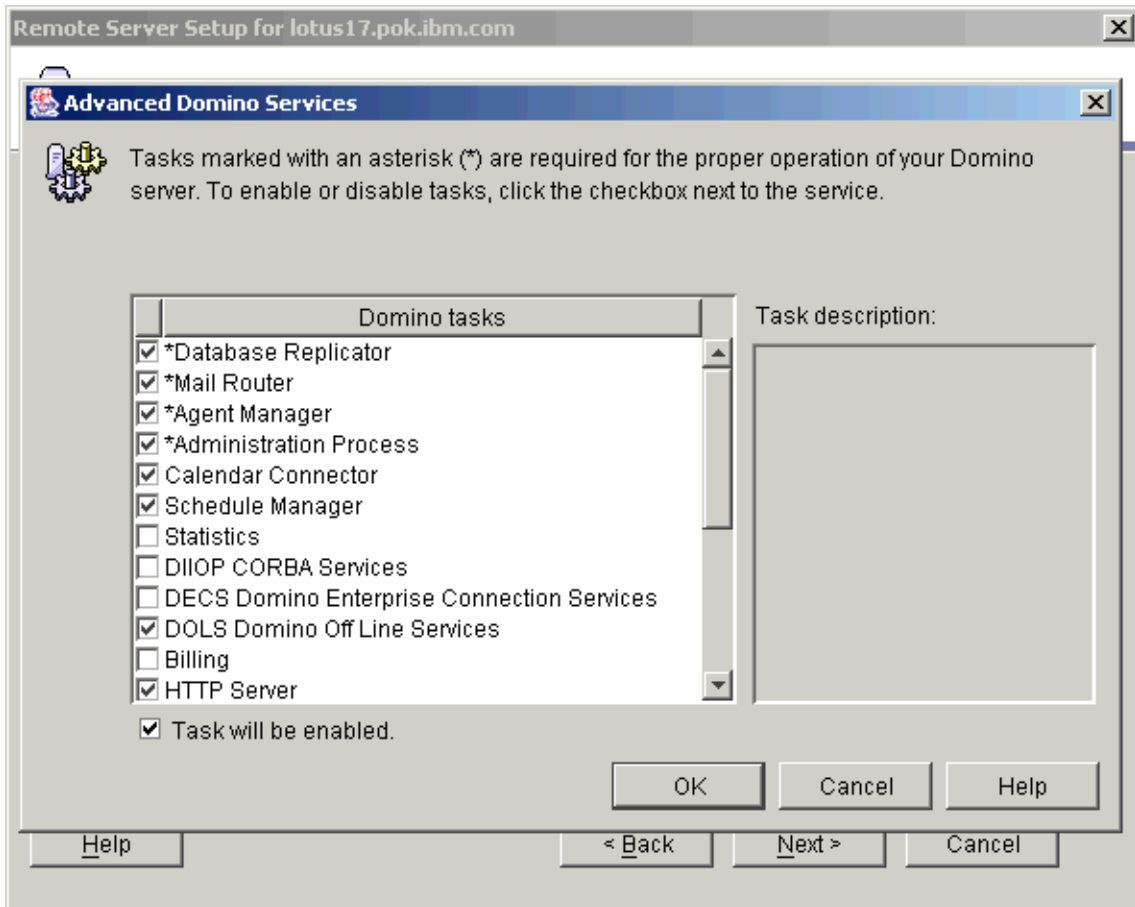 Remote Server Setup for lotus17.pok.ibm.com
Advanced Domino Services
Tasks marked with an asterisk (*) are required for the proper operation of your Domino
server. To enable or disable tasks, click the checkbox next to the service.
Domino tasks
Task description:
*Database Replicator
*Mail Router
*Agent Manager
*Administration Process
Calendar Connector
Schedule Manager
Statistics
DIIOP CORBA Services
DECS Domino Enterprise Connection Services
DOLS Domino Off Line Services
Billing
HTTP Server
Task will be enabled.
OK Cancel Help
Help < Back Next > Cancel